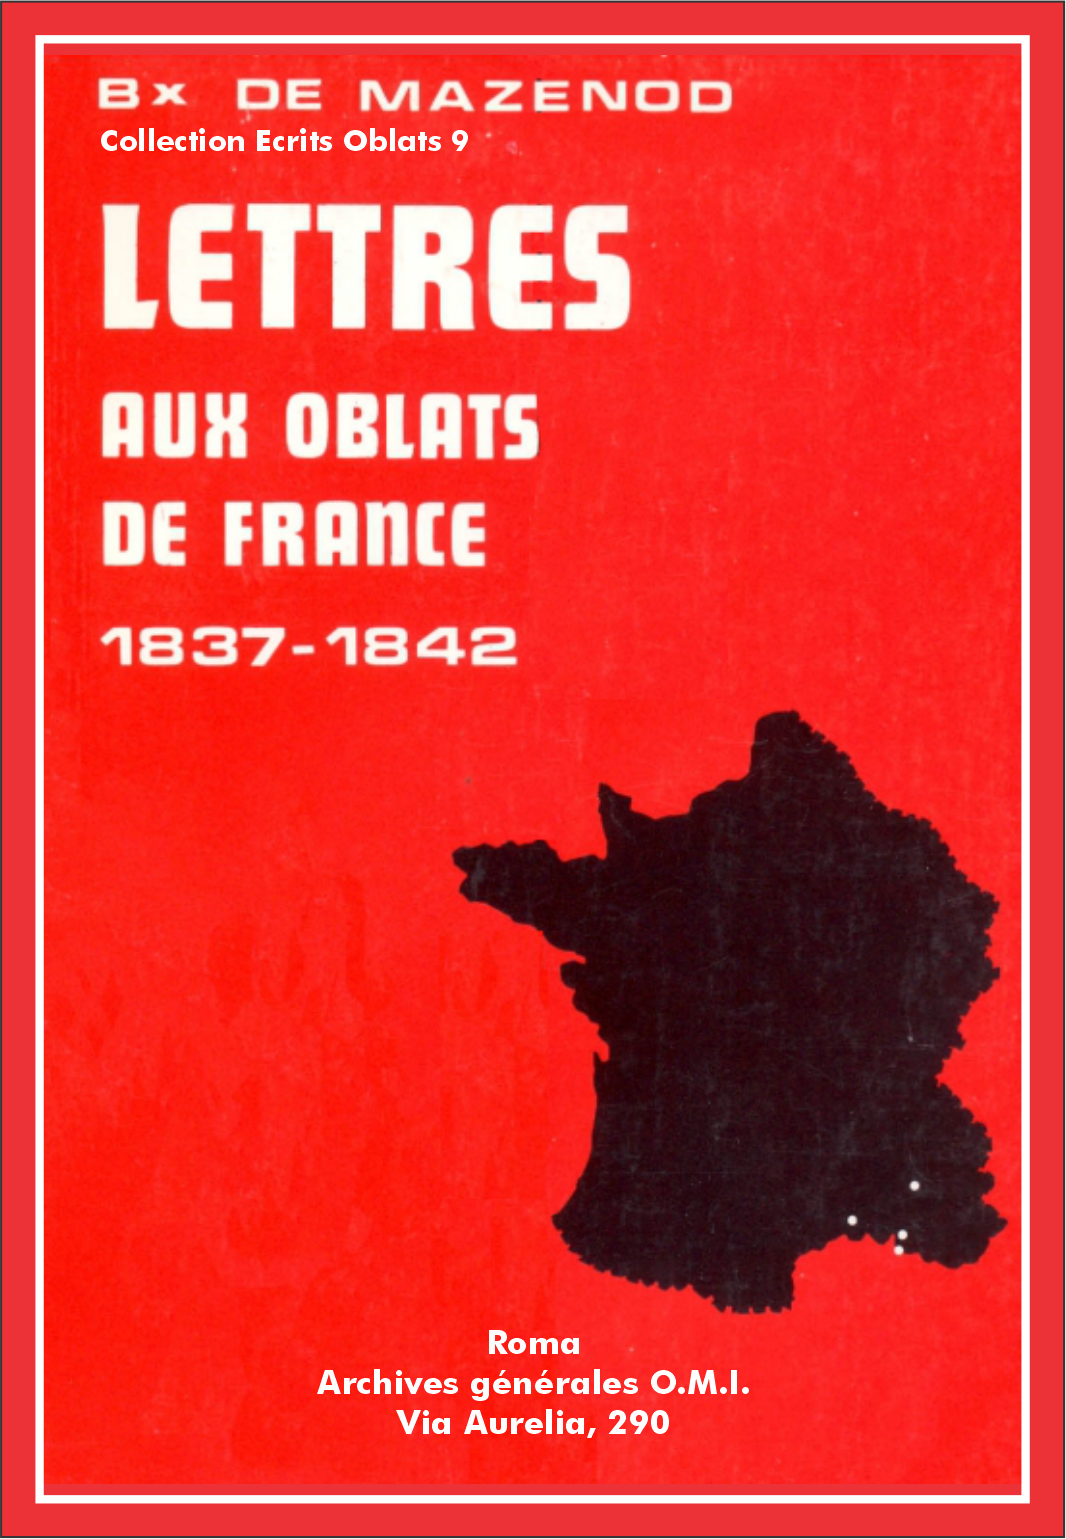 Bx DE MAZENOD
Collection Ecrits Oblats 9
LETTRES
AUX OBLATS
DE FRANCE
1837-1842
Roma
Archives générales O.M.I.
Via Aurelia, 290